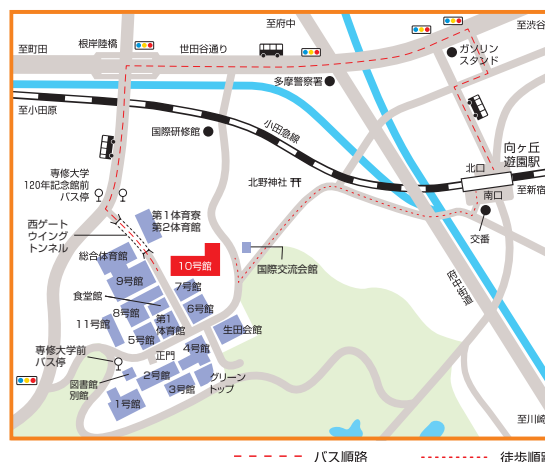 至府中
至渋谷
至町田
根岸陸橋
世田谷通り
ガソリン
スタンド
多摩警察署
至小田原
国際研修館
小田急線
向ヶ丘
遊園駅
北口
専修大学
120年記念館前
バス停
北野神社
至新宿
南口
交番
西ゲート
ウイング
トンネル
第1体育寮
第2体育館
総合体育館
10号館
国際交流会館
9号館
7号館
府中街道
食堂館
8号館
6号館
11号館
第1
体育館
5号館
生田会館
専修大学前
バス停
正門
4号館
図書館
別館
2号館
グリーン
トップ
3号館
1号館
至川崎
バス順路
徒歩順路